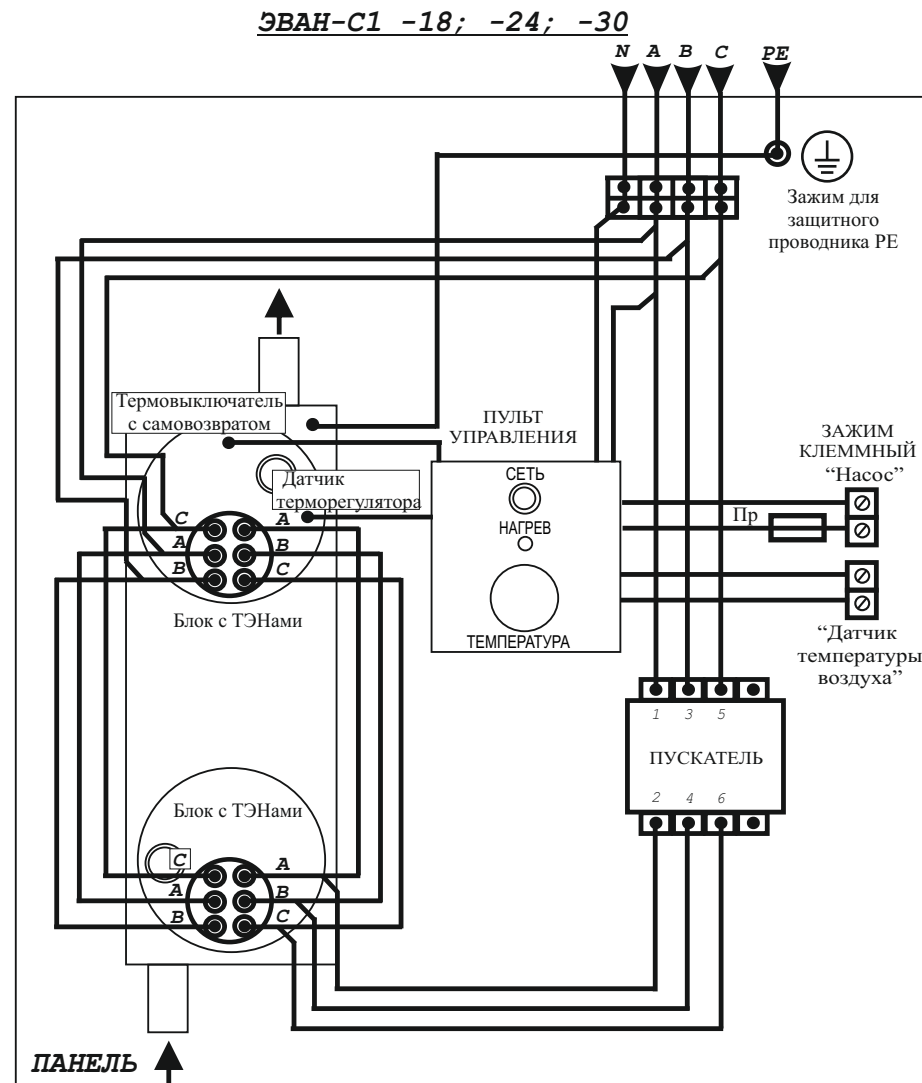 ЭВАН-С1 -18; -24; -30
N A B C PE
Зажим для
защитного
проводника РЕ
Термовыключатель
с самовозвратом
ПУЛЬТ
УПРАВЛЕНИЯ
ЗАЖИМ
КЛЕММНЫЙ
“Насос”
СЕТЬ
Датчик
терморегулятора
НАГРЕВ
Пр
C A
A B
B C
Блок с ТЭНами
ТЕМПЕРАТУРА
“Датчик
температуры
воздуха”
1 3 5
ПУСКАТЕЛЬ
2 4 6
Блок с ТЭНами
C A
A B
B C
ПАНЕЛЬ